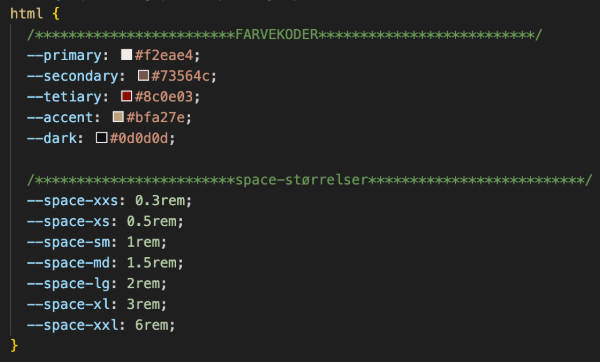 html {
/*************************FARVEKODER***************************/
--primary: #f2eae4;
--secondary: #73564c;
--tetiary: #8c0e03;
--accent: #bfa27e;
--dark: #0d0d0d;
/*************************space-størrelser***************************/
--space-xxs: 0.3rem;
--space-xs: 0.5rem;
--space-sm: 1rem;
--space-md: 1.5rem;
--space-lg: 2rem;
--space-xl: 3rem;
--space-xxl: 6rem;
}